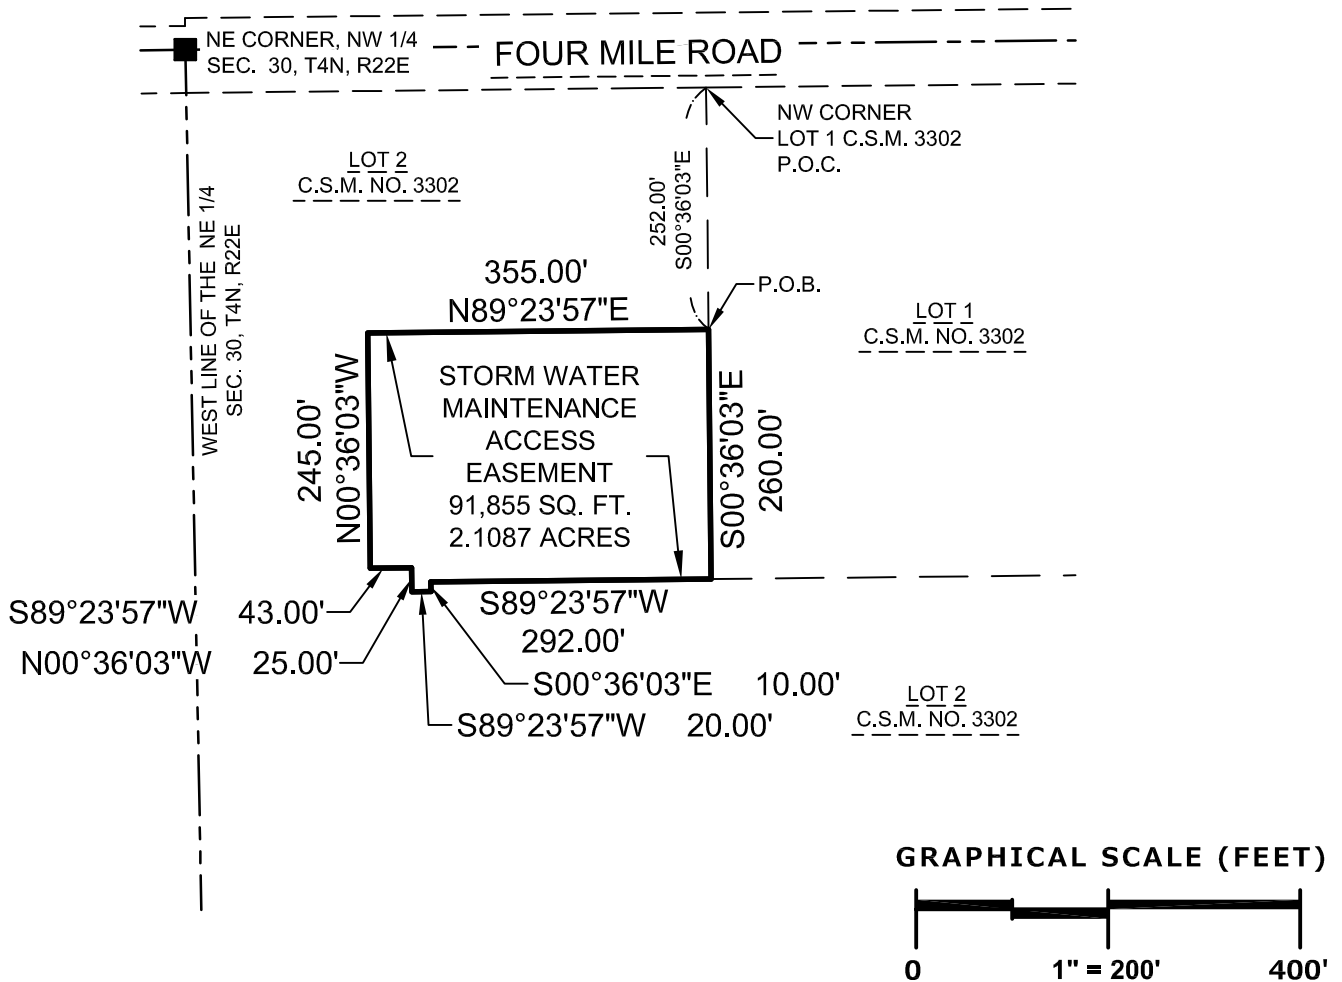 NE CORNER, NW 1/4
SEC. 30, T4N, R22E
FOUR MILE ROAD
NW CORNER
LOT 1 C.S.M. 3302
P.O.C.
LOT 2
C.S.M. NO. 3302
252.00'
S00°36'03"E
WEST LINE OF THE NE 1/4
SEC. 30, T4N, R22E
355.00'
N89°23'57"E
P.O.B.
LOT 1
C.S.M. NO. 3302
245.00'
N00°36'03"W
STORM WATER
MAINTENANCE
ACCESS
EASEMENT
91,855 SQ. FT.
2.1087 ACRES
S00°36'03"E
260.00'
S89°23'57"W 43.00'
S89°23'57"W
292.00'
N00°36'03"W 25.00'
S00°36'03"E 10.00'
S89°23'57"W 20.00'
LOT 2
C.S.M. NO. 3302
GRAPHICAL SCALE (FEET)
0 1" = 200' 400'